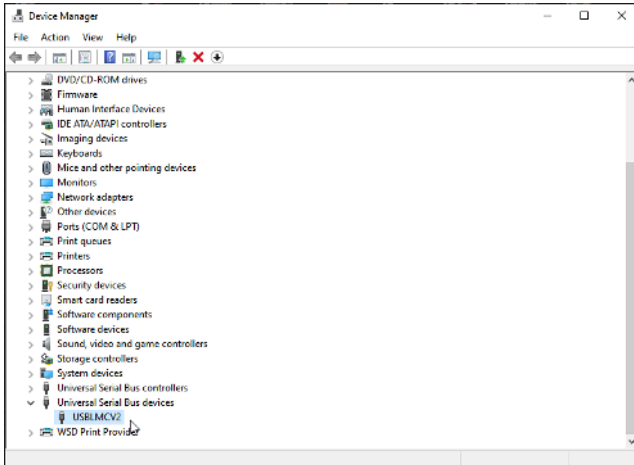 Device Manager
File Action View Help
DVD/CD-ROM drives
Firmware
Human Interface Devices
IDE ATA/ATAPI controllers
Imaging devices
Keyboards
Mice and other pointing devices
Monitors
Network adapters
Other devices
Ports (COM & LPT)
Print queues
Printers
Processors
Security devices
Smart card readers
Software components
Software devices
Sound, video and game controllers
Storage controllers
System devices
Universal Serial Bus controllers
Universal Serial Bus devices
USBLMCV2
WSD Print Provider